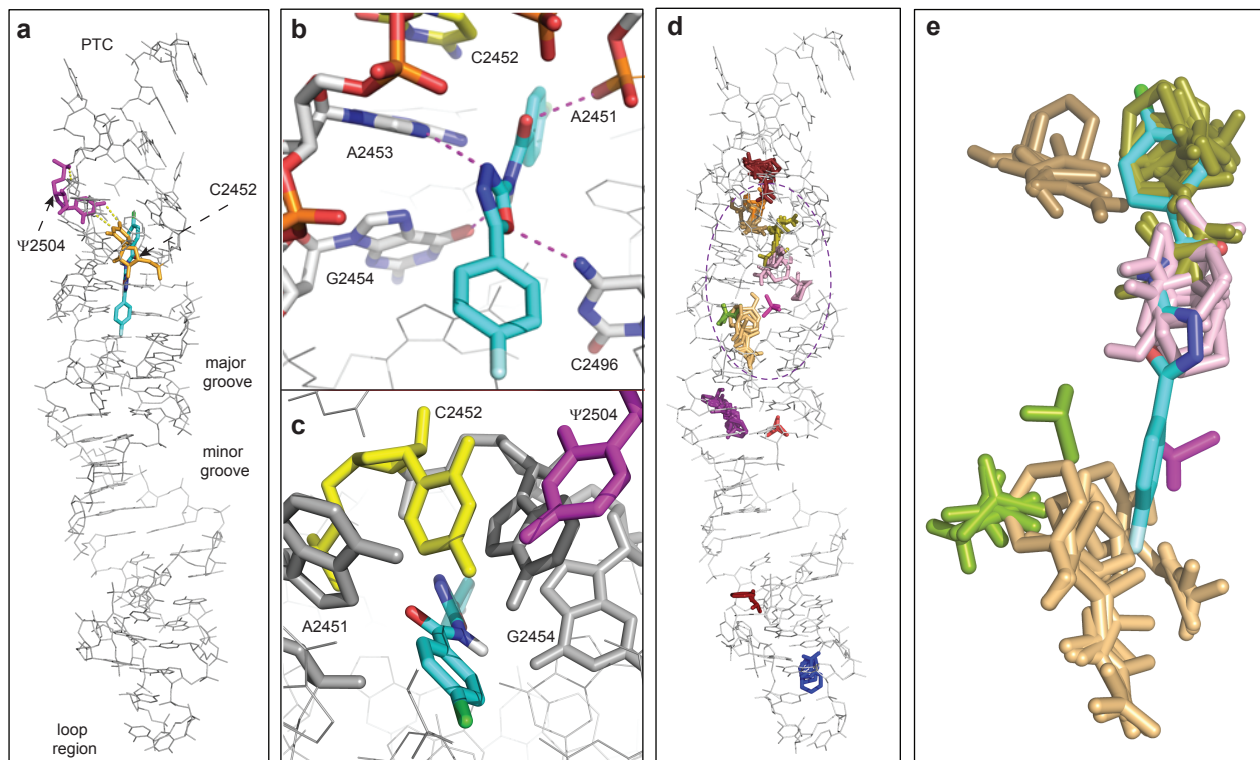 a
PTC
Ψ2504
C2452
major
groove
minor
groove
loop
region
b
C2452
A2451
A2453
G2454
C2496
c
C2452
Ψ2504
A2451
G2454
d
e